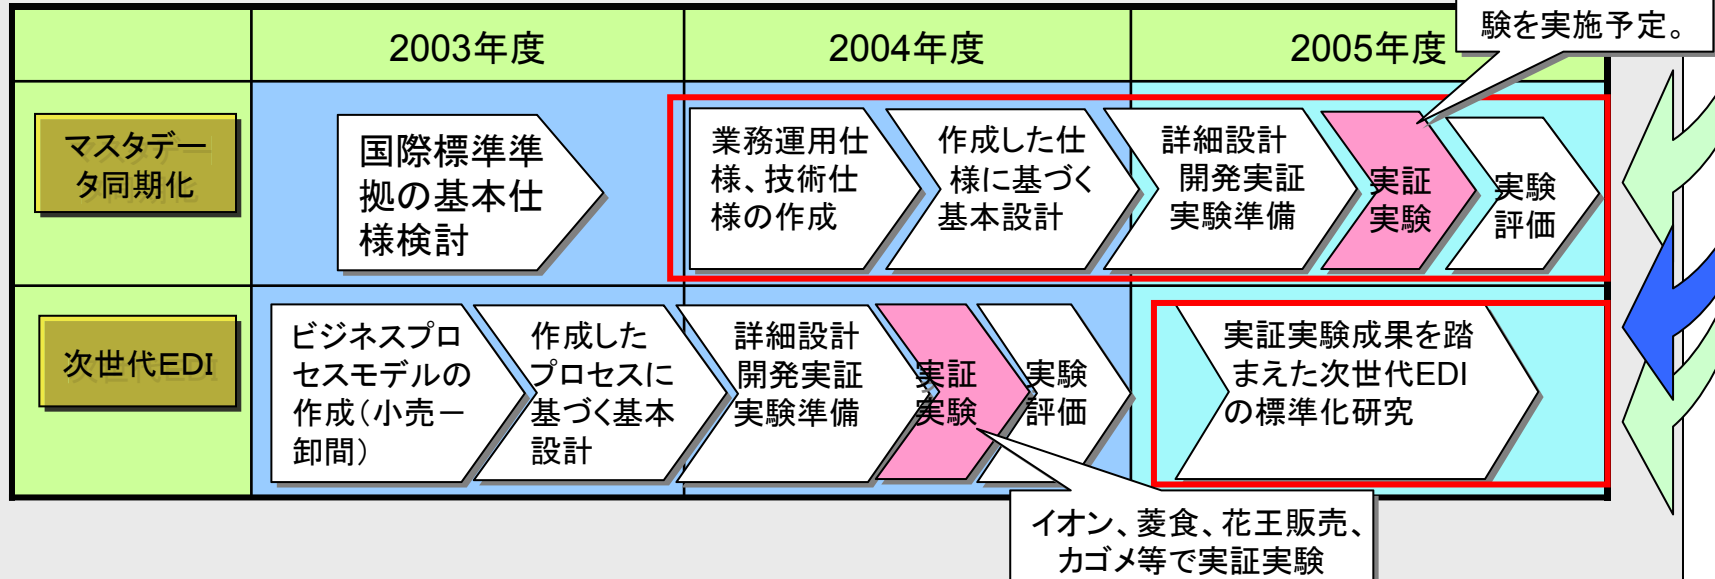 験を実施予定。
2003年度
2004年度
2005年度
マスタデー
タ同期化
国際標準準
拠の基本仕
様検討
業務運用仕
様、技術仕
様の作成
作成した仕
様に基づく
基本設計
詳細設計
開発実証
実験準備
実証
実験
実験
評価
次世代EDI
ビジネスプロ
セスモデルの
作成（小売－
卸間）
作成した
プロセスに
基づく基本
設計
詳細設計
開発実証
実験準備
実証
実験
実験
評価
実証実験成果を踏
まえた次世代EDI
の標準化研究
イオン、菱食、花王販売、
カゴメ等で実証実験